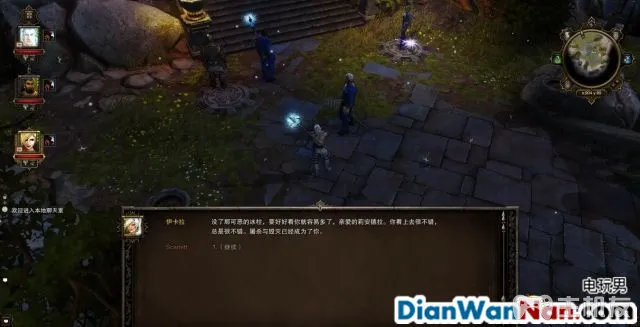 x:904 y:99
欢迎进入本地聊天室
伊卡拉
没了那可恶的冰柱，要好好看你就容易多了。亲爱的莉安德拉，你看上去很不错，
总是很不错。屠杀与毁灭已经成为了你。
Scarlett
1.（继续）
电玩男
DianWanNan.com